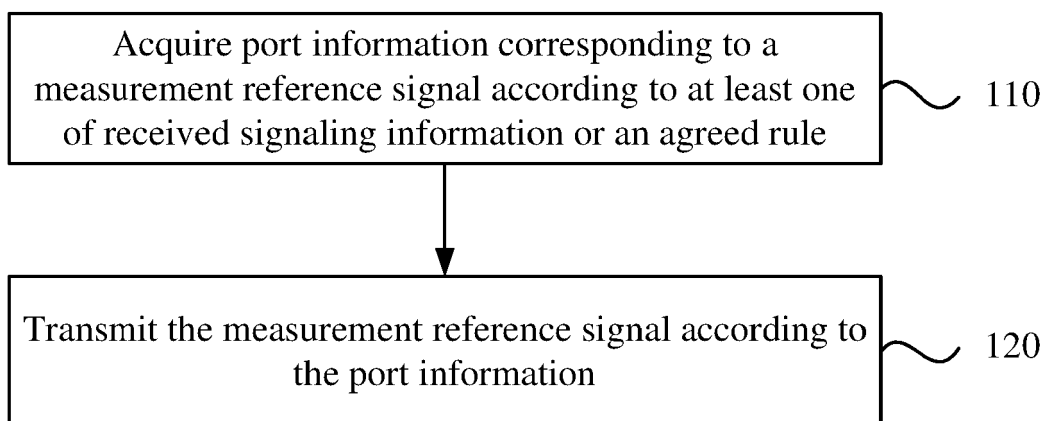 Acquire port information corresponding to a
measurement reference signal according to at least one
of received signaling information or an agreed rule
110
Transmit the measurement reference signal according to
the port information
120